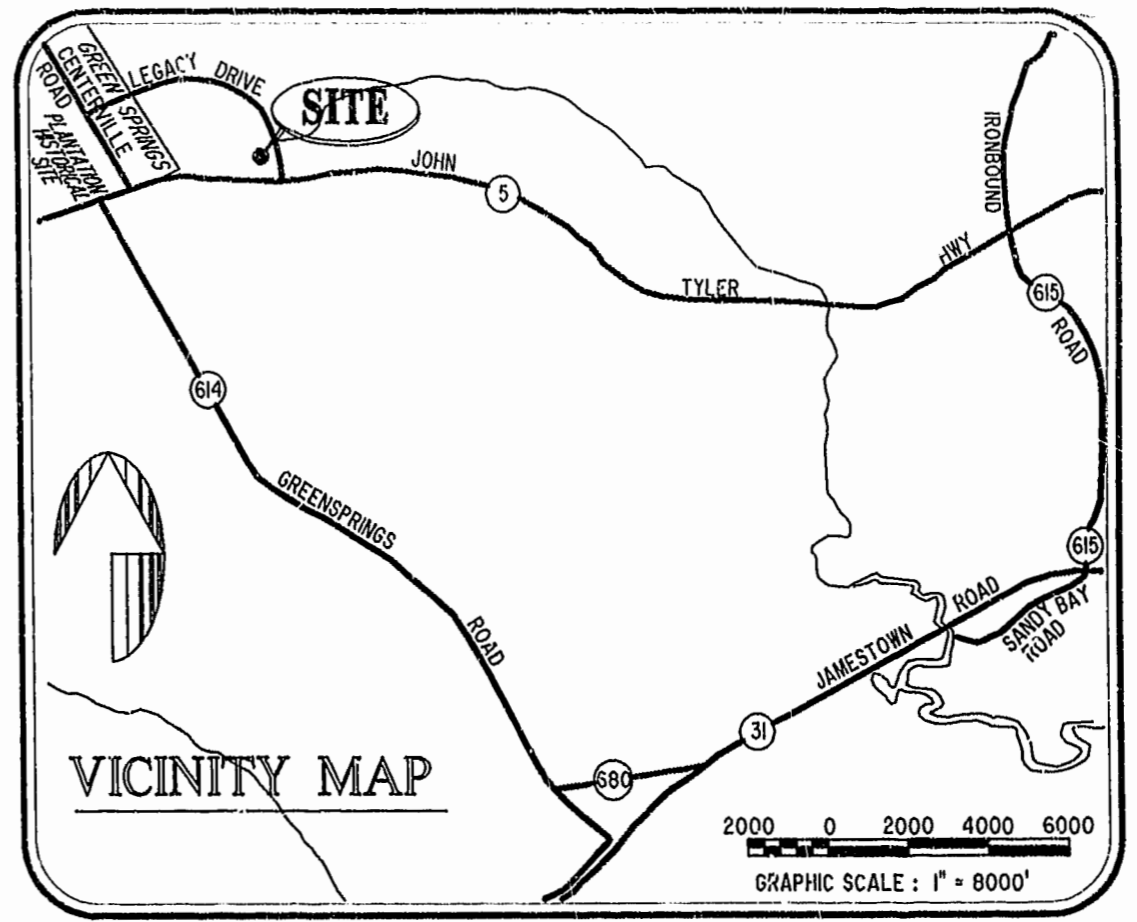 GREEN SPRINGS
PLANTATION
HISTORICAL
SITE
CENTERVILLE
ROAD
LEGACY DRIVE
SITE
JOHN
5
TYLER
HWY
IRONBOUND
615
ROAD
614
GREENSPRINGS
ROAD
615
JAMESTOWN ROAD
SANDY BAY
ROAD
31
680
VICINITY MAP
2000 0 2000 4000 6000
GRAPHIC SCALE : 1" = 8000'